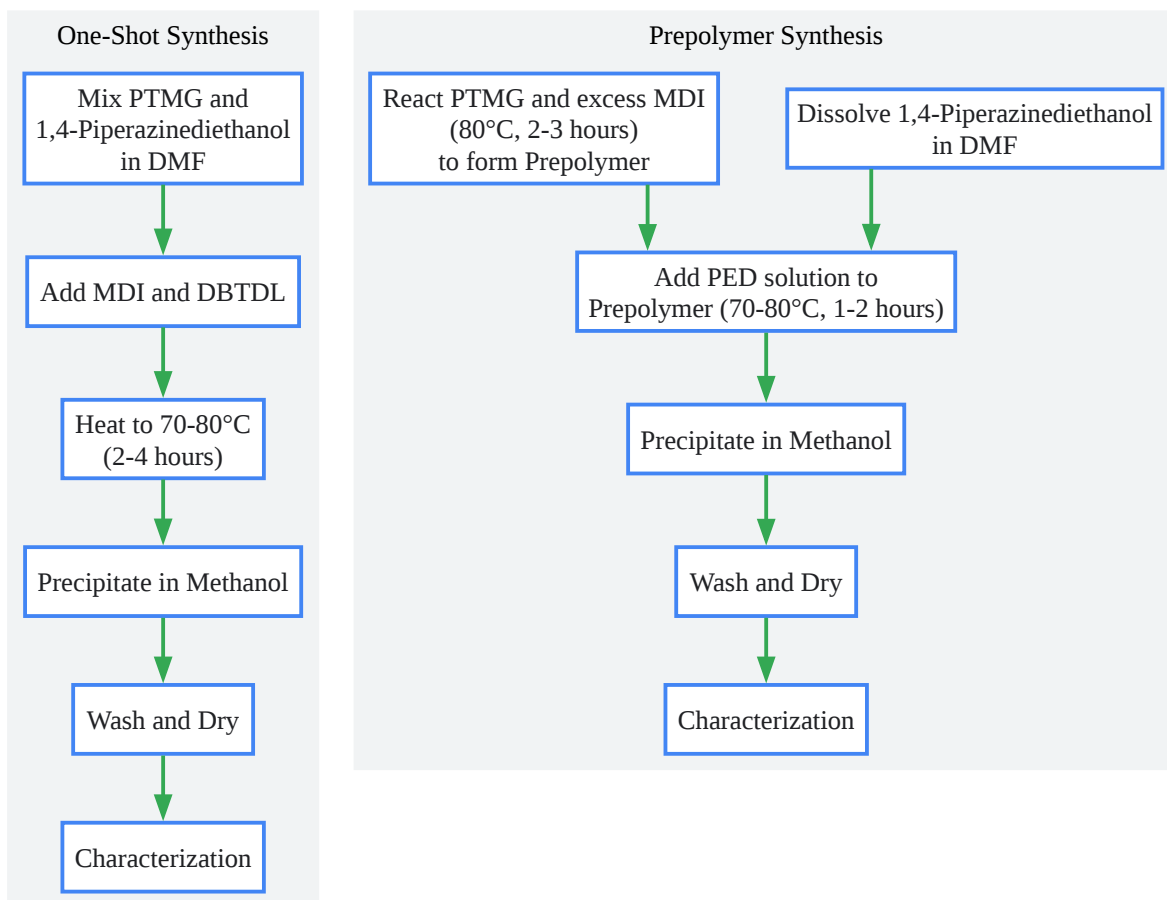 One-Shot Synthesis
Mix PTMG and
1,4-Piperazinediethanol
in DMF
Add MDI and DBTDL
Heat to 70-80°C
(2-4 hours)
Precipitate in Methanol
Wash and Dry
Characterization
Prepolymer Synthesis
React PTMG and excess MDI
(80°C, 2-3 hours)
to form Prepolymer
Dissolve 1,4-Piperazinediethanol
in DMF
Add PED solution to
Prepolymer (70-80°C, 1-2 hours)
Precipitate in Methanol
Wash and Dry
Characterization